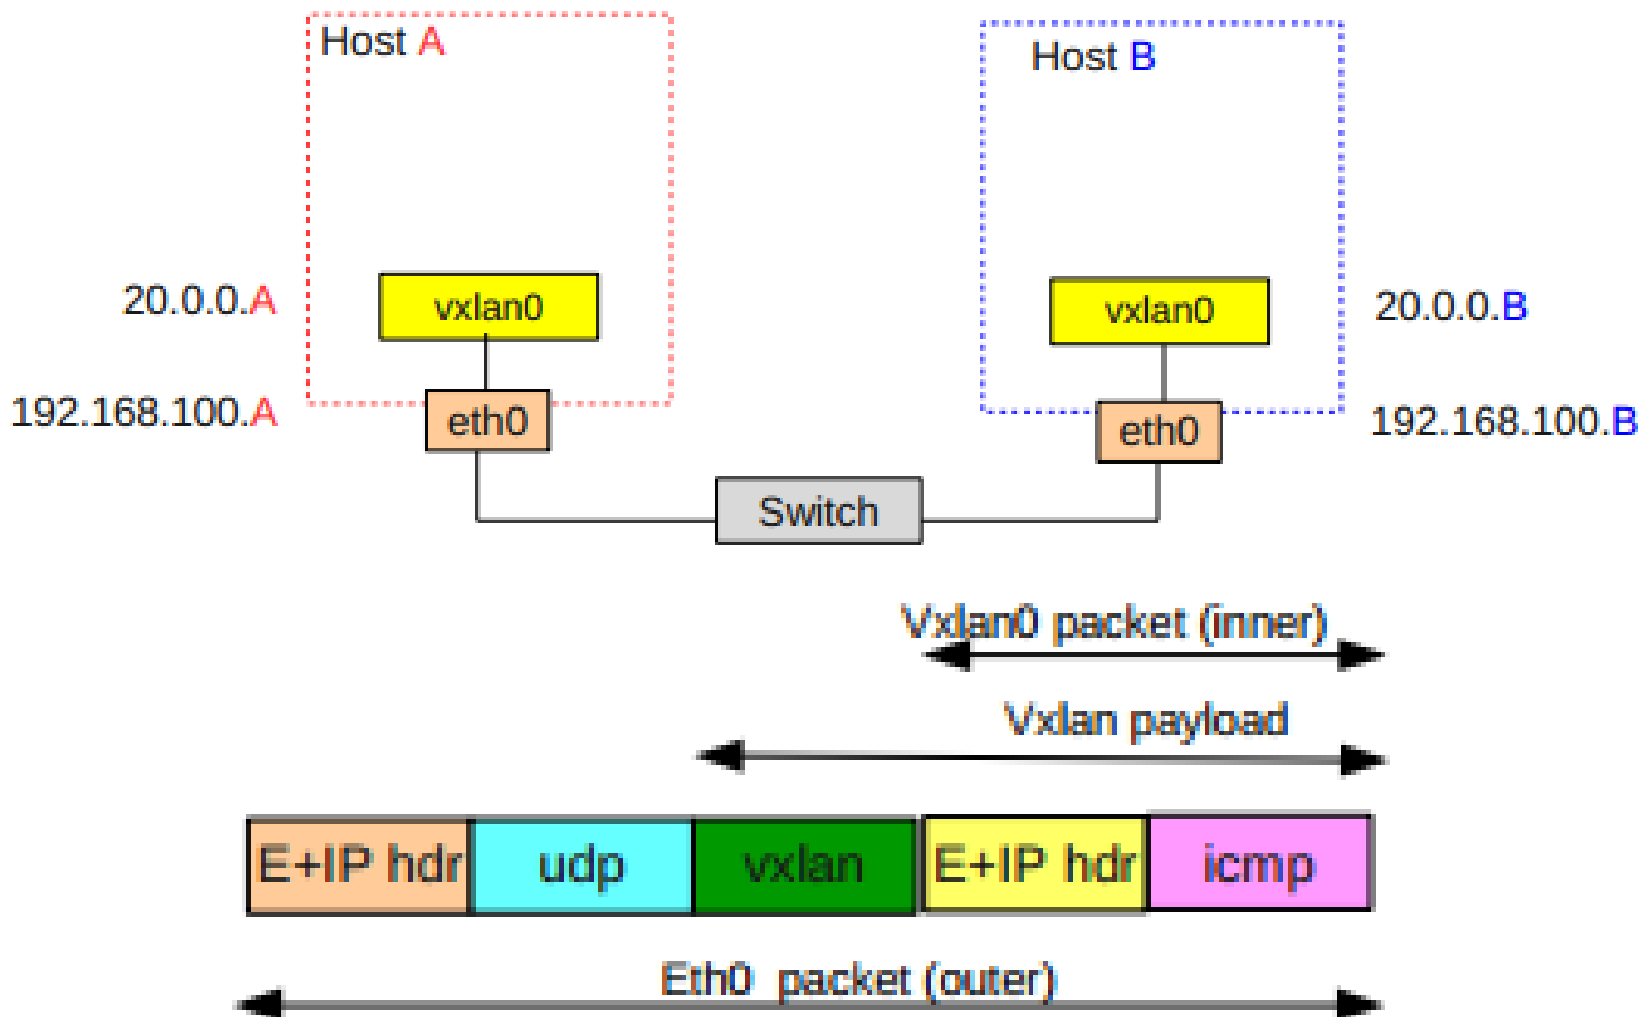 Host A
Host B
vxlan0
vxlan0
20.0.0.A
20.0.0.B
192.168.100.A
eth0
eth0
192.168.100.B
Switch
Vxlan0 packet (inner)
Vxlan payload
E+IP hdr
udp
vxlan
E+IP hdr
icmp
Eth0 packet (outer)